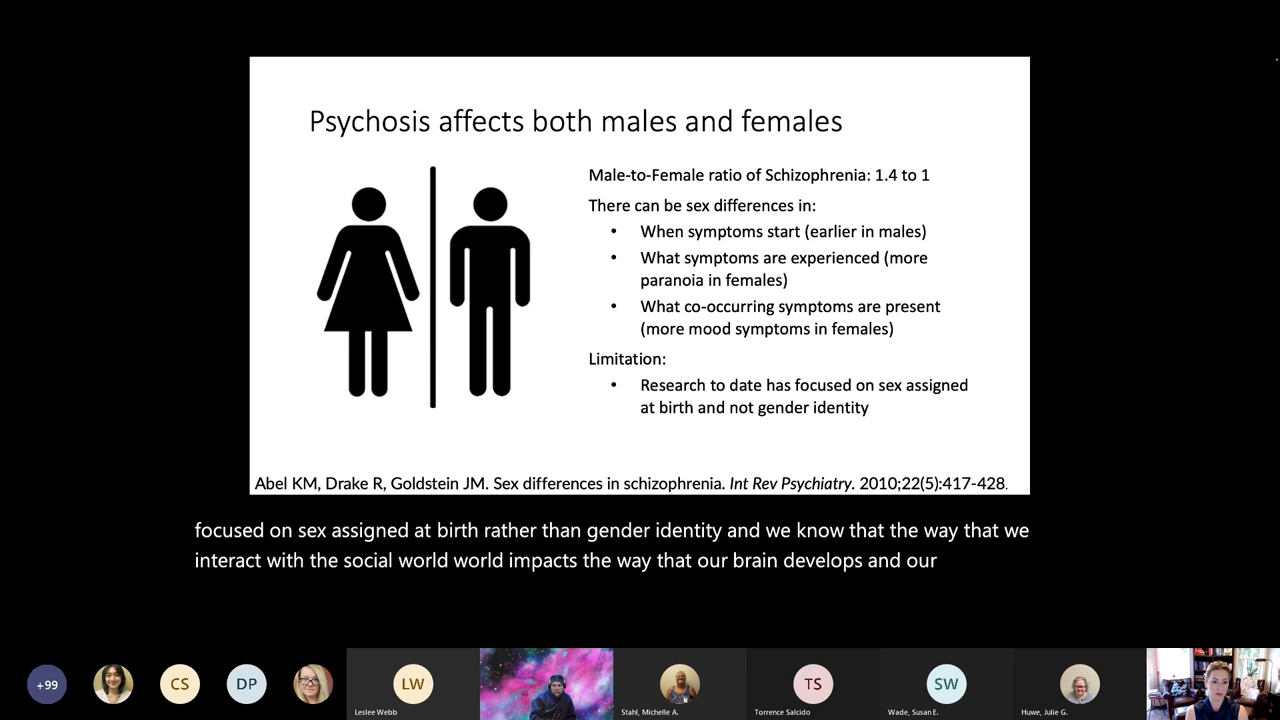 Psychosis affects both males and females
Male-to-Female ratio of Schizophrenia: 1.4 to 1
There can be sex differences in:
• When symptoms start (earlier in males)
• What symptoms are experienced (more
paranoia in females)
• What co-occurring symptoms are present
(more mood symptoms in females)
Limitation:
• Research to date has focused on sex assigned
at birth and not gender identity
Abel KM, Drake R, Goldstein JM. Sex differences in schizophrenia. Int Rev Psychiatry. 2010;22(5):417-428.
focused on sex assigned at birth rather than gender identity and we know that the way that we
interact with the social world world impacts the way that our brain develops and our
+99
CS
DP
LW
TS
SW
Leslee Webb
Stahl, Michelle A.
Torrence Salcido
Wade, Susan E.
Huwe, Julie G.